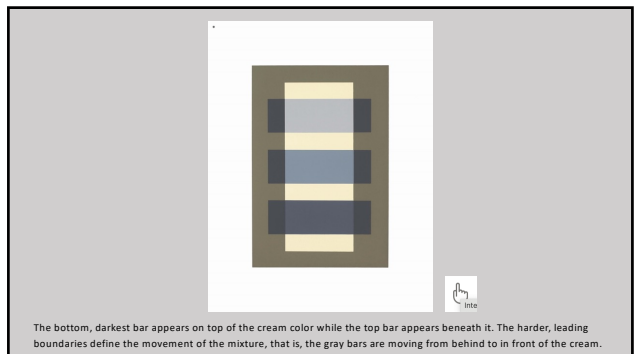 Inte
The bottom, darkest bar appears on top of the cream color while the top bar appears beneath it. The harder, leading
boundaries define the movement of the mixture, that is, the gray bars are moving from behind to in front of the cream.